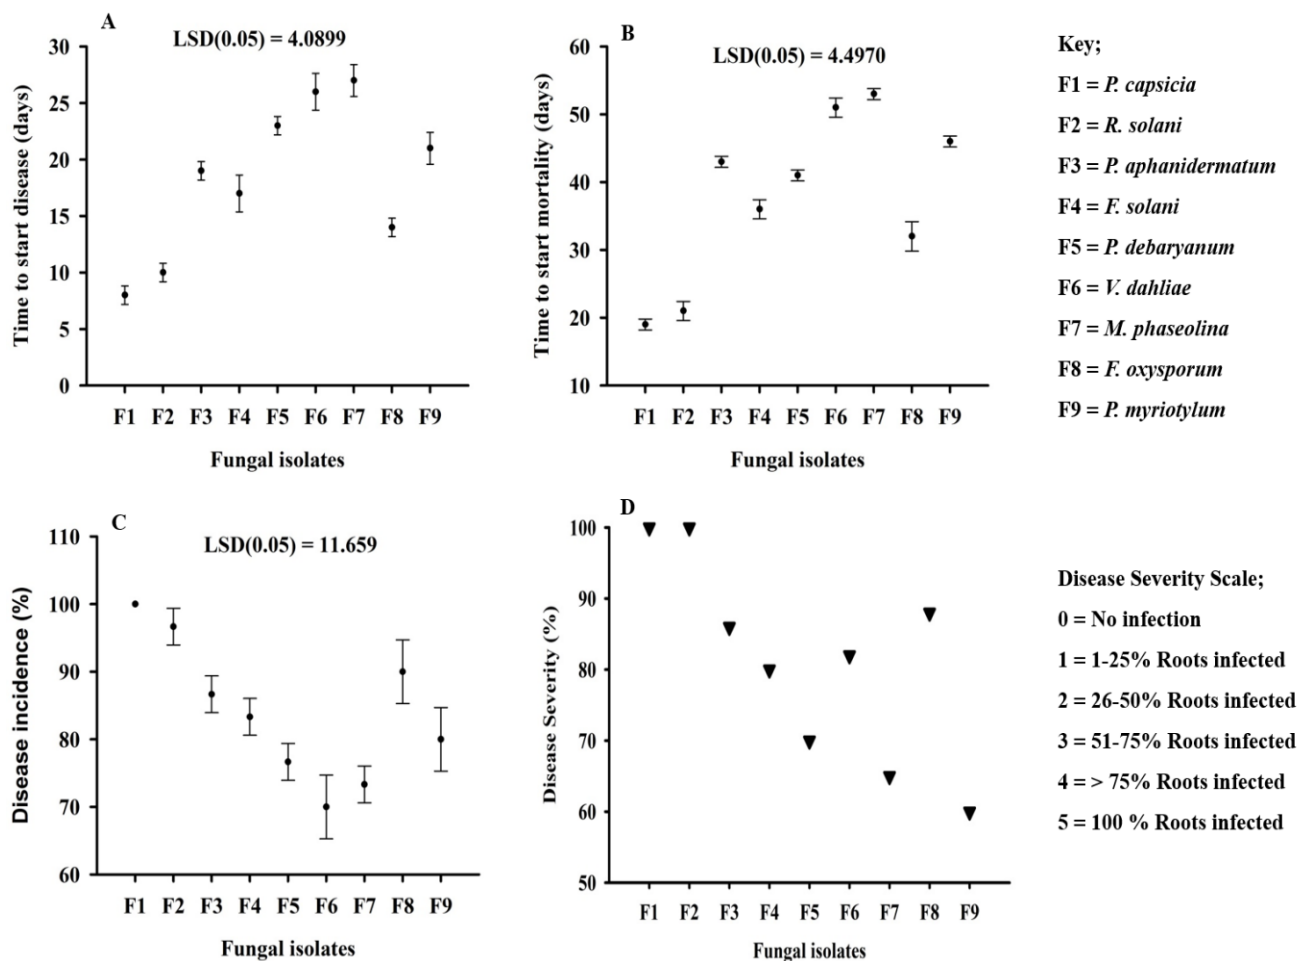 A
LSD(0.05) = 4.0899
Time to start disease (days)
30
25
20
15
10
5
0
F1 F2 F3 F4 F5 F6 F7 F8 F9
Fungal isolates
B
LSD(0.05) = 4.4970
Time to start mortality (days)
60
50
40
30
20
10
F1 F2 F3 F4 F5 F6 F7 F8 F9
Fungal isolates
Key;
F1 = P. capsicia
F2 = R. solani
F3 = P. aphanidermatum
F4 = F. solani
F5 = P. debaryanum
F6 = V. dahliae
F7 = M. phaseolina
F8 = F. oxysporum
F9 = P. myriotylum
C
LSD(0.05) = 11.659
Disease incidence (%)
110
100
90
80
70
60
F1 F2 F3 F4 F5 F6 F7 F8 F9
Fungal isolates
D
Disease Severity (%)
100
90
80
70
60
50
F1 F2 F3 F4 F5 F6 F7 F8 F9
Fungal isolates
Disease Severity Scale;
0 = No infection
1 = 1-25% Roots infected
2 = 26-50% Roots infected
3 = 51-75% Roots infected
4 = > 75% Roots infected
5 = 100 % Roots infected